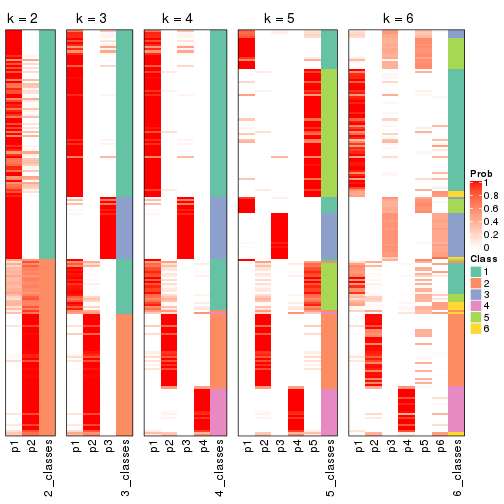 k = 2
k = 3
k = 4
k = 5
k = 6
Prob
1
0.8
0.6
0.4
0.2
0
Class
1
2
3
4
5
6
p1
p2
2_classes
p1
p2
p3
3_classes
p1
p2
p3
p4
4_classes
p1
p2
p3
p4
p5
5_classes
p1
p2
p3
p4
p5
p6
6_classes